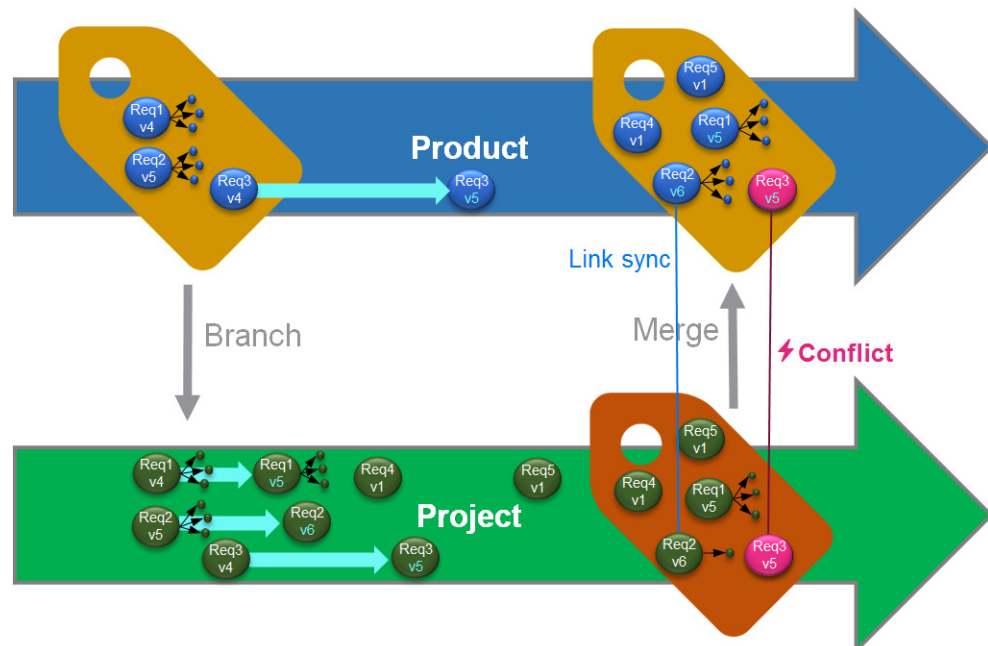 Req1
v4
Req2
v5
Req3
v4
Product
Req3
v5
Req5
v1
Req4
v1
Req1
v5
Req2
v6
Req3
v5
Link sync
Branch
Merge
Conflict
Req1
v4
Req1
v5
Req4
v1
Req5
v1
Req2
v5
Req2
v6
Project
Req3
v4
Req3
v5
Req5
v1
Req4
v1
Req1
v5
Req2
v6
Req3
v5